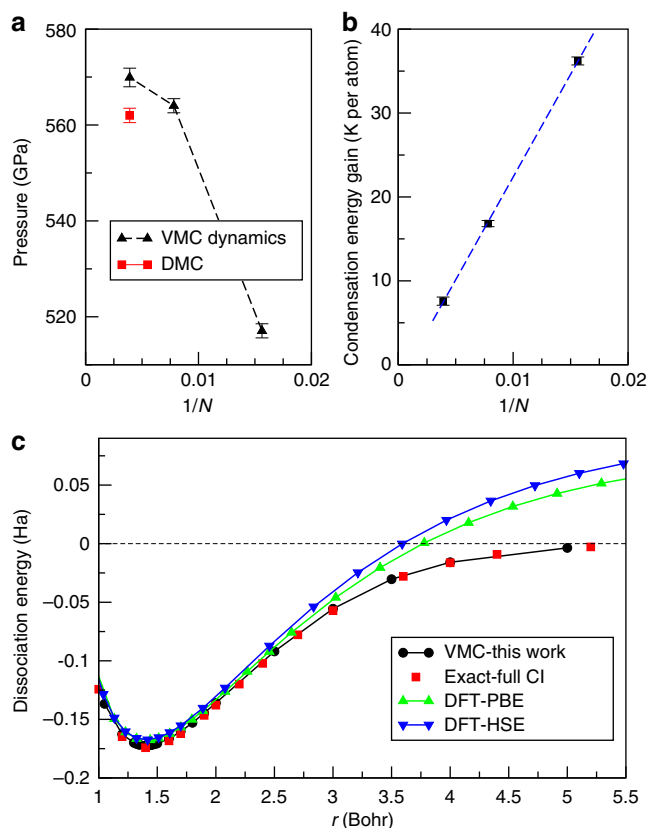 a
580
560
540
520
Pressure (GPa)
VMC dynamics
DMC
0
0.01
0.02
1/N
b
40
30
20
10
0
Condensation energy gain (K per atom)
0
0.01
0.02
1/N
c
0.05
0
−0.05
−0.1
−0.15
−0.2
Dissociation energy (Ha)
VMC-this work
Exact-full CI
DFT-PBE
DFT-HSE
1 1.5 2 2.5 3 3.5 4 4.5 5 5.5
r (Bohr)